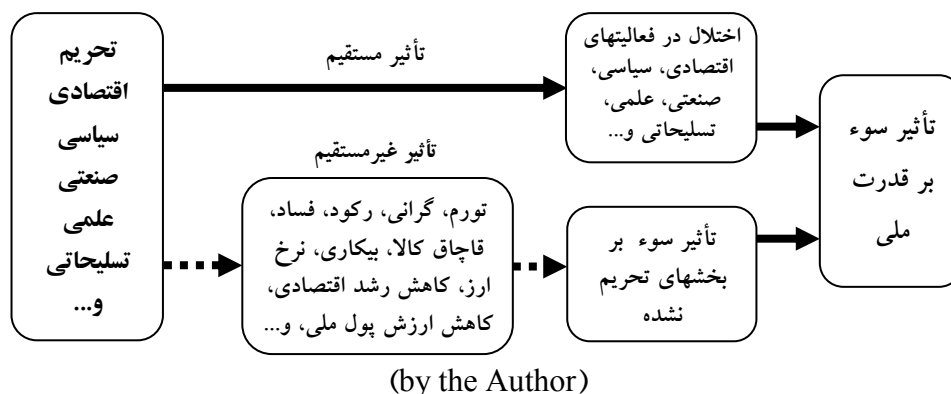 تحریم
اقتصادی
سیاسی
صنعتی
علمی
تسلیحاتی
و...
تأثیر مستقیم
اختلال در فعالیتهای
اقتصادی، سیاسی،
صنعتی، علمی،
تسلیحاتی و...
تأثیر غیرمستقیم
تورم، گرانی، رکود، فساد،
قاچاق کالا، بیکاری، نرخ
ارز، کاهش رشد اقتصادی،
کاهش ارزش پول ملی، و...
تأثیر سوء بر
بخشهای تحریم
نشده
تأثیر سوء
بر قدرت
ملی
(by the Author)